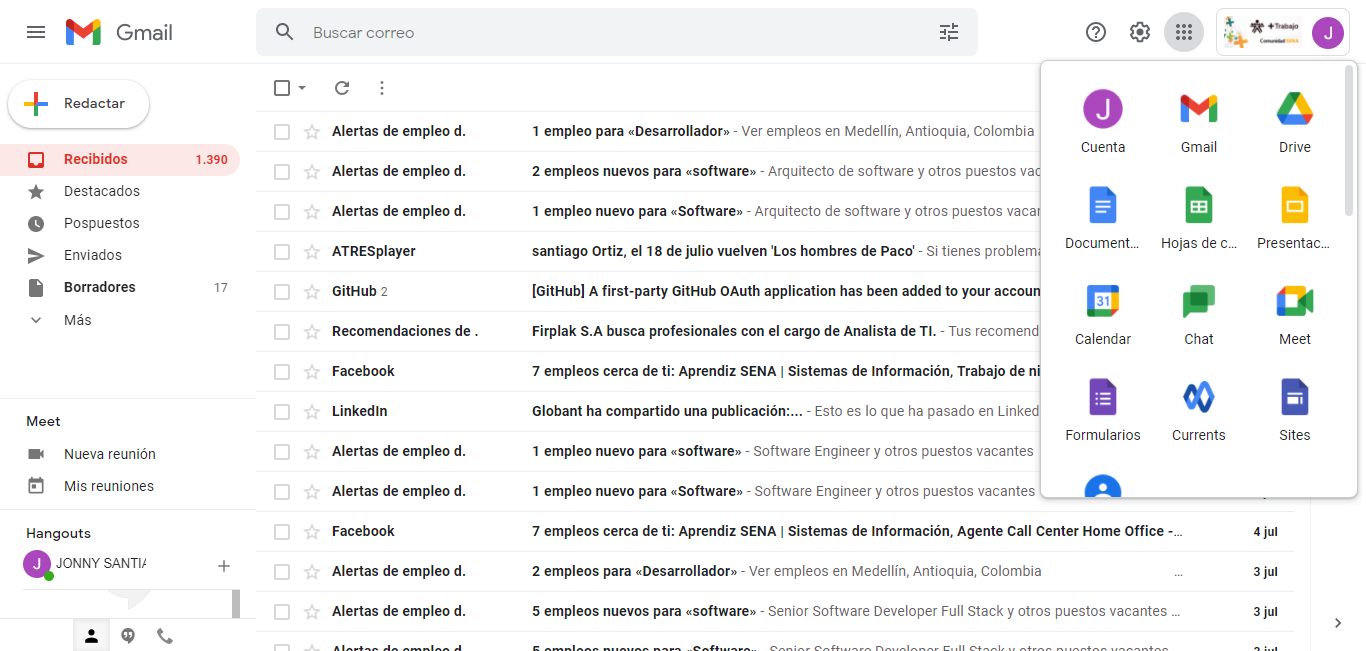 Gmail
Buscar correo
+Trabajo
Comunidad SENA
J
Redactar
Recibidos 1.390
Destacados
Pospuestos
Enviados
Borradores 17
Más
Meet
Nueva reunión
Mis reuniones
Hangouts
J JONNY SANTIA
Alertas de empleo d. 1 empleo para «Desarrollador» - Ver empleos en Medellín, Antioquia, Colombia
Alertas de empleo d. 2 empleos nuevos para «software» - Arquitecto de software y otros puestos vac
Alertas de empleo d. 1 empleo nuevo para «Software» - Arquitecto de software y otros puestos vacan
ATRESplayer santiago Ortiz, el 18 de julio vuelven 'Los hombres de Paco' - Si tienes problema
GitHub 2 [GitHub] A first-party GitHub OAuth application has been added to your accoun
Recomendaciones de . Firplak S.A busca profesionales con el cargo de Analista de TI. - Tus recomend
Facebook 7 empleos cerca de ti: Aprendiz SENA | Sistemas de Información, Trabajo de ni
LinkedIn Globant ha compartido una publicación:... - Esto es lo que ha pasado en Linked
Alertas de empleo d. 1 empleo nuevo para «software» - Software Engineer y otros puestos vacantes
Alertas de empleo d. 1 empleo nuevo para «Software» - Software Engineer y otros puestos vacantes
Facebook 7 empleos cerca de ti: Aprendiz SENA | Sistemas de Información, Agente Call Center Home Office -... 4 jul
Alertas de empleo d. 2 empleos para «Desarrollador» - Ver empleos en Medellín, Antioquia, Colombia ... 3 jul
Alertas de empleo d. 5 empleos nuevos para «software» - Senior Software Developer Full Stack y otros puestos vacantes ... 3 jul
Alertas de empleo d. 5 empleos nuevos para «Software» - Senior Software Developer Full Stack y otros puestos vacantes ... 2 jul
J
Cuenta Gmail Drive
Document... Hojas de c... Presentac...
31
Calendar Chat Meet
Formularios Currents Sites